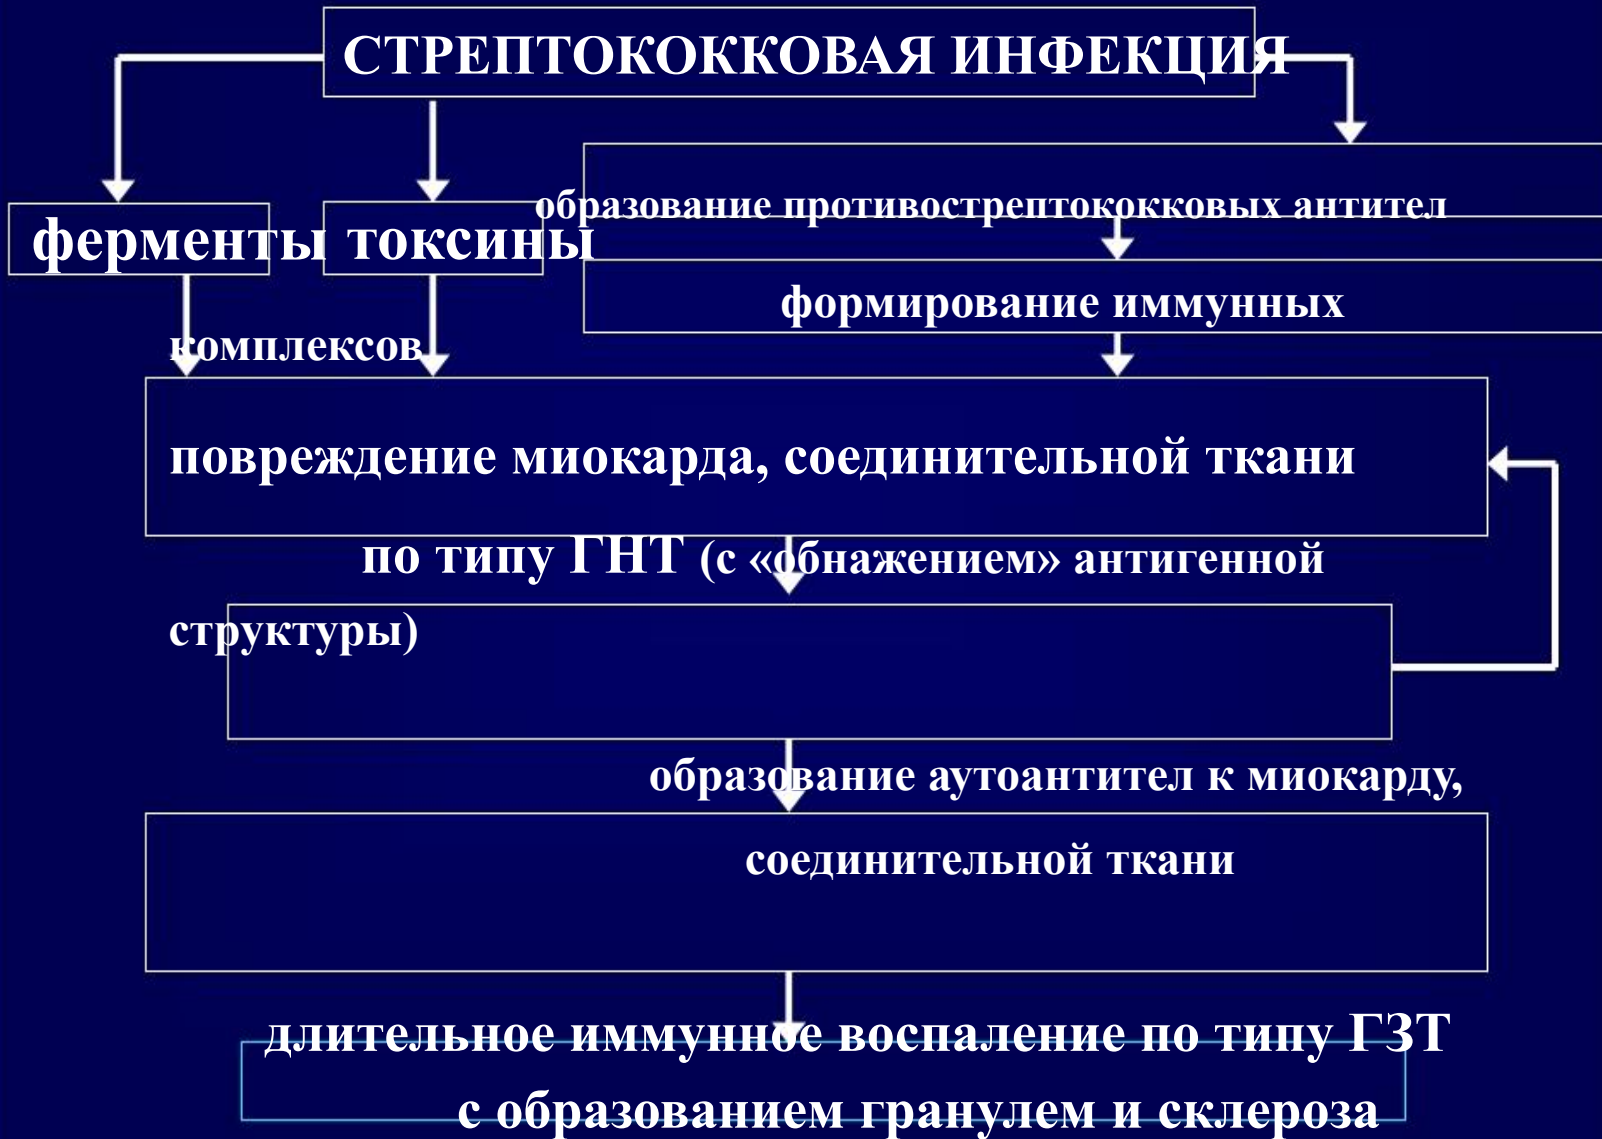 СТРЕПТОКОККОВАЯ ИНФЕКЦИЯ
образование противострептококковых антител
ферменты токсины
формирование иммунных
комплексов
повреждение миокарда, соединительной ткани
по типу ГНТ (с «обнажением» антигенной
структуры)
образование аутоантител к миокарду,
соединительной ткани
длительное иммунное воспаление по типу ГЗТ
с образованием гранулем и склероза